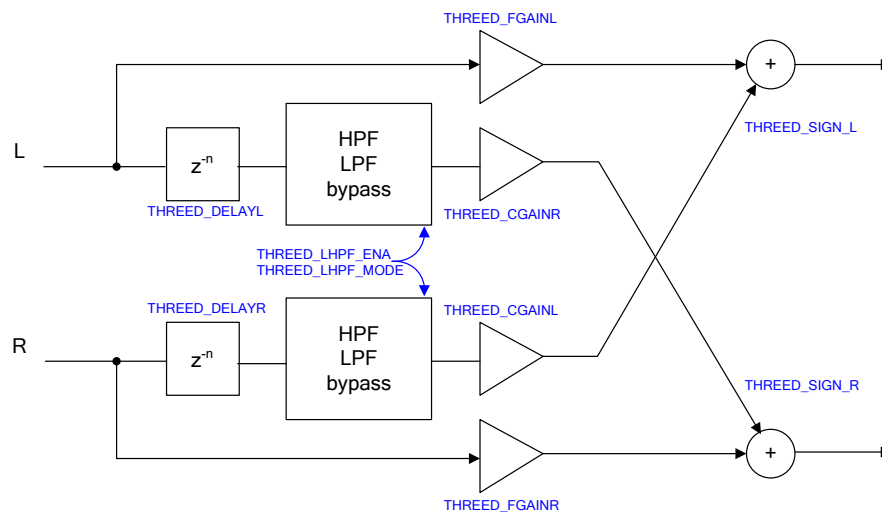 THREED_FGAINL
+
THREED_SIGN_L
L
z-n
HPF
LPF
bypass
THREED_DELAYL
THREED_CGAINR
THREED_LHPF_ENA
THREED_LHPF_MODE
THREED_DELAYR
THREED_CGAINL
R
z-n
HPF
LPF
bypass
THREED_SIGN_R
+
THREED_FGAINR